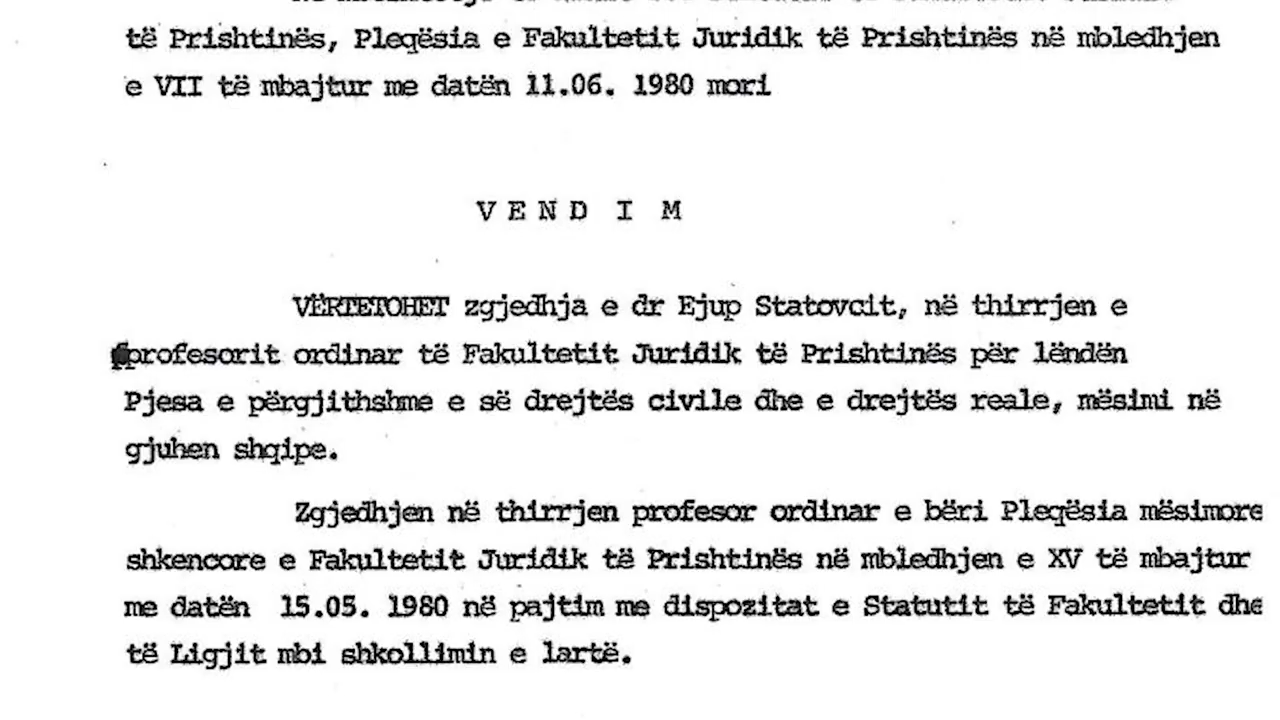 të Prishtinës, Pleqësia e Fakultetit Juridik të Prishtinës në mbledhjen
e VII të mbajtur me datën 11.06. 1980 mori
V E N D I M
VËRTETOHET zgjedhja e dr Ejup Statovcit, në thirrjen e
profesorit ordinar të Fakultetit Juridik të Prishtinës për lëndën
Pjesa e përgjithshme e së drejtës civile dhe e drejtës reale, mësimi në
gjuhen shqipe.
Zgjedhjen në thirrjen profesor ordinar e bëri Pleqësia mësimore
shkencore e Fakultetit Juridik të Prishtinës në mbledhjen e XV të mbajtur
me datën 15.05. 1980 në pajtim me dispozitat e Statutit të Fakultetit dhe
të Ligjit mbi shkollimin e lartë.